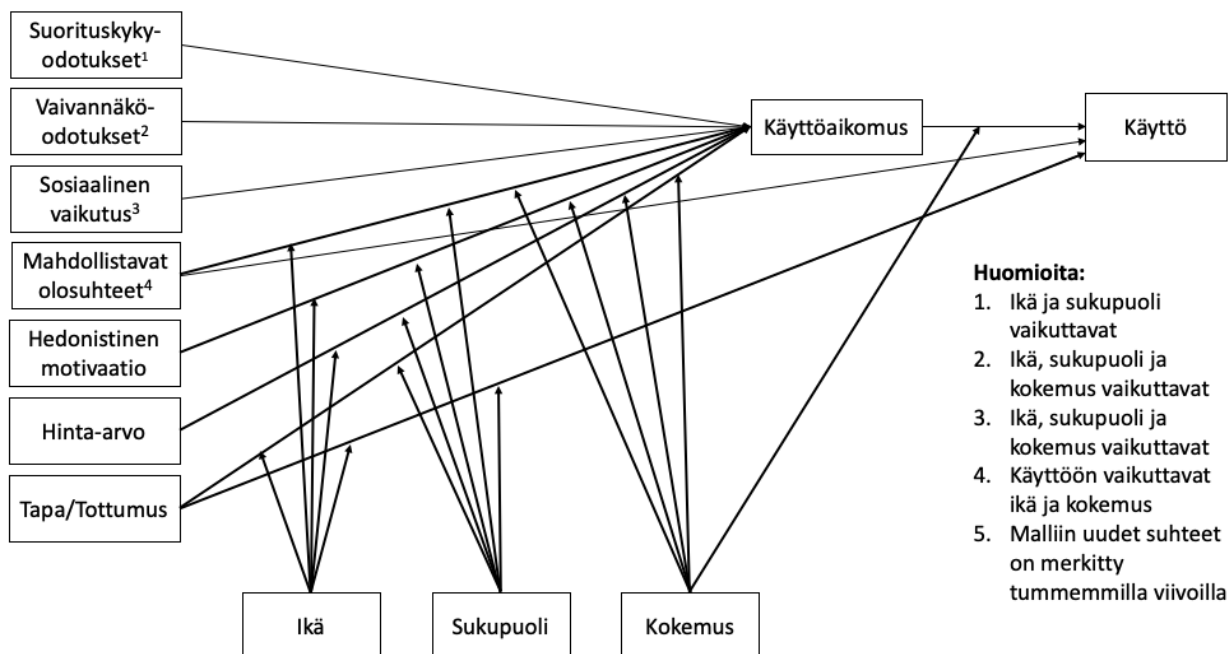 Suorituskyky-
odotukset¹
Vaivannäkö-
odotukset²
Sosiaalinen
vaikutus³
Mahdollistavat
olosuhteet⁴
Hedonistinen
motivaatio
Hinta-arvo
Tapa/Tottumus
Käyttöaikomus
Käyttö
Ikä
Sukupuoli
Kokemus
Huomioita:
1. Ikä ja sukupuoli
vaikuttavat
2. Ikä, sukupuoli ja
kokemus vaikuttavat
3. Ikä, sukupuoli ja
kokemus vaikuttavat
4. Käyttöön vaikuttavat
ikä ja kokemus
5. Malliin uudet suhteet
on merkitty
tummemmilla viivoilla